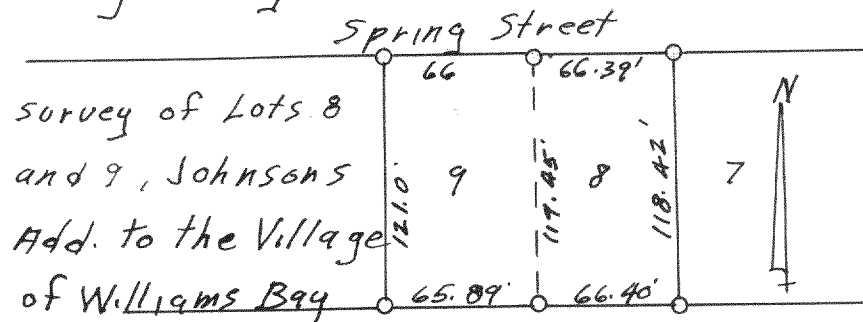 Spring Street
66 66.39'
N
Survey of Lots 8
and 9, Johnsons
Add. to the Village
of Williams Bay
121.0'
9
119.45'
8
118.42'
7
65.89' 66.40'